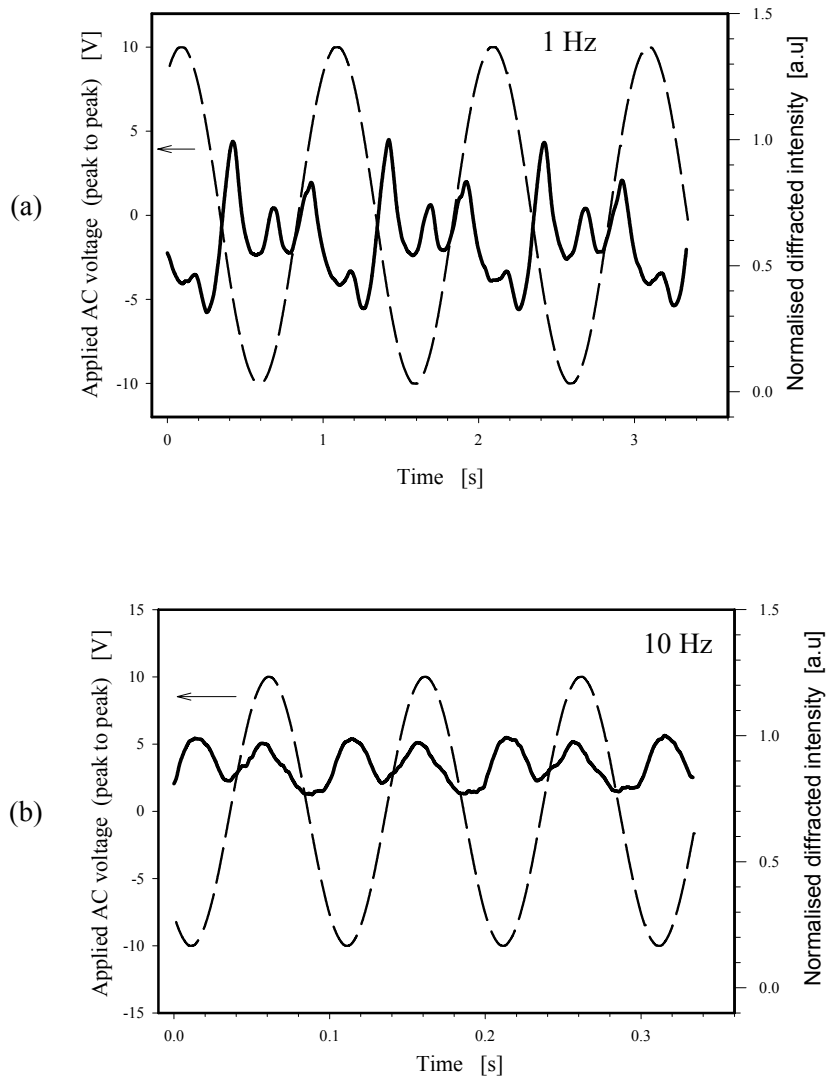 (a)
Applied AC voltage (peak to peak) [V]
10
5
0
-5
-10
1 Hz
1.5
1.0
0.5
0.0
Normalised diffracted intensity [a.u]
0
1
2
3
Time [s]
(b)
Applied AC voltage (peak to peak) [V]
15
10
5
0
-5
-10
-15
10 Hz
1.5
1.0
0.5
0.0
Normalised diffracted intensity [a.u]
0.0
0.1
0.2
0.3
Time [s]